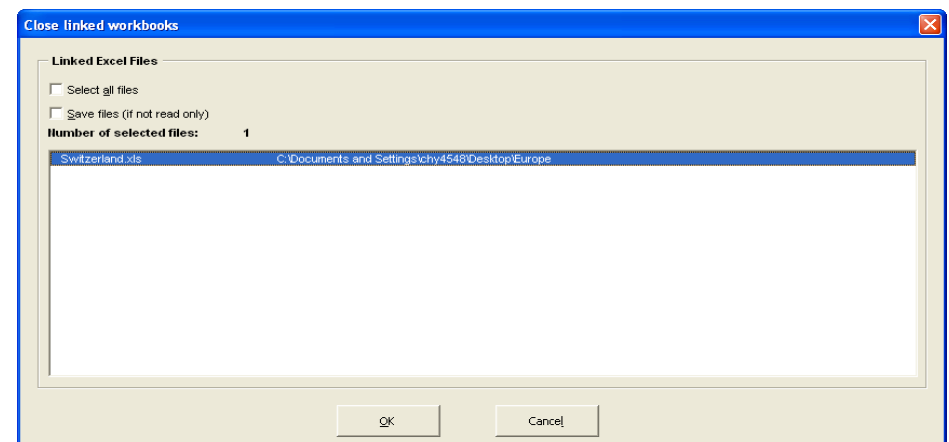 Close linked workbooks
Linked Excel Files
Select all files
Save files (if not read only)
Number of selected files: 1
Switzerland.xls C:\Documents and Settings\chy4548\Desktop\Europe
OK Cancel